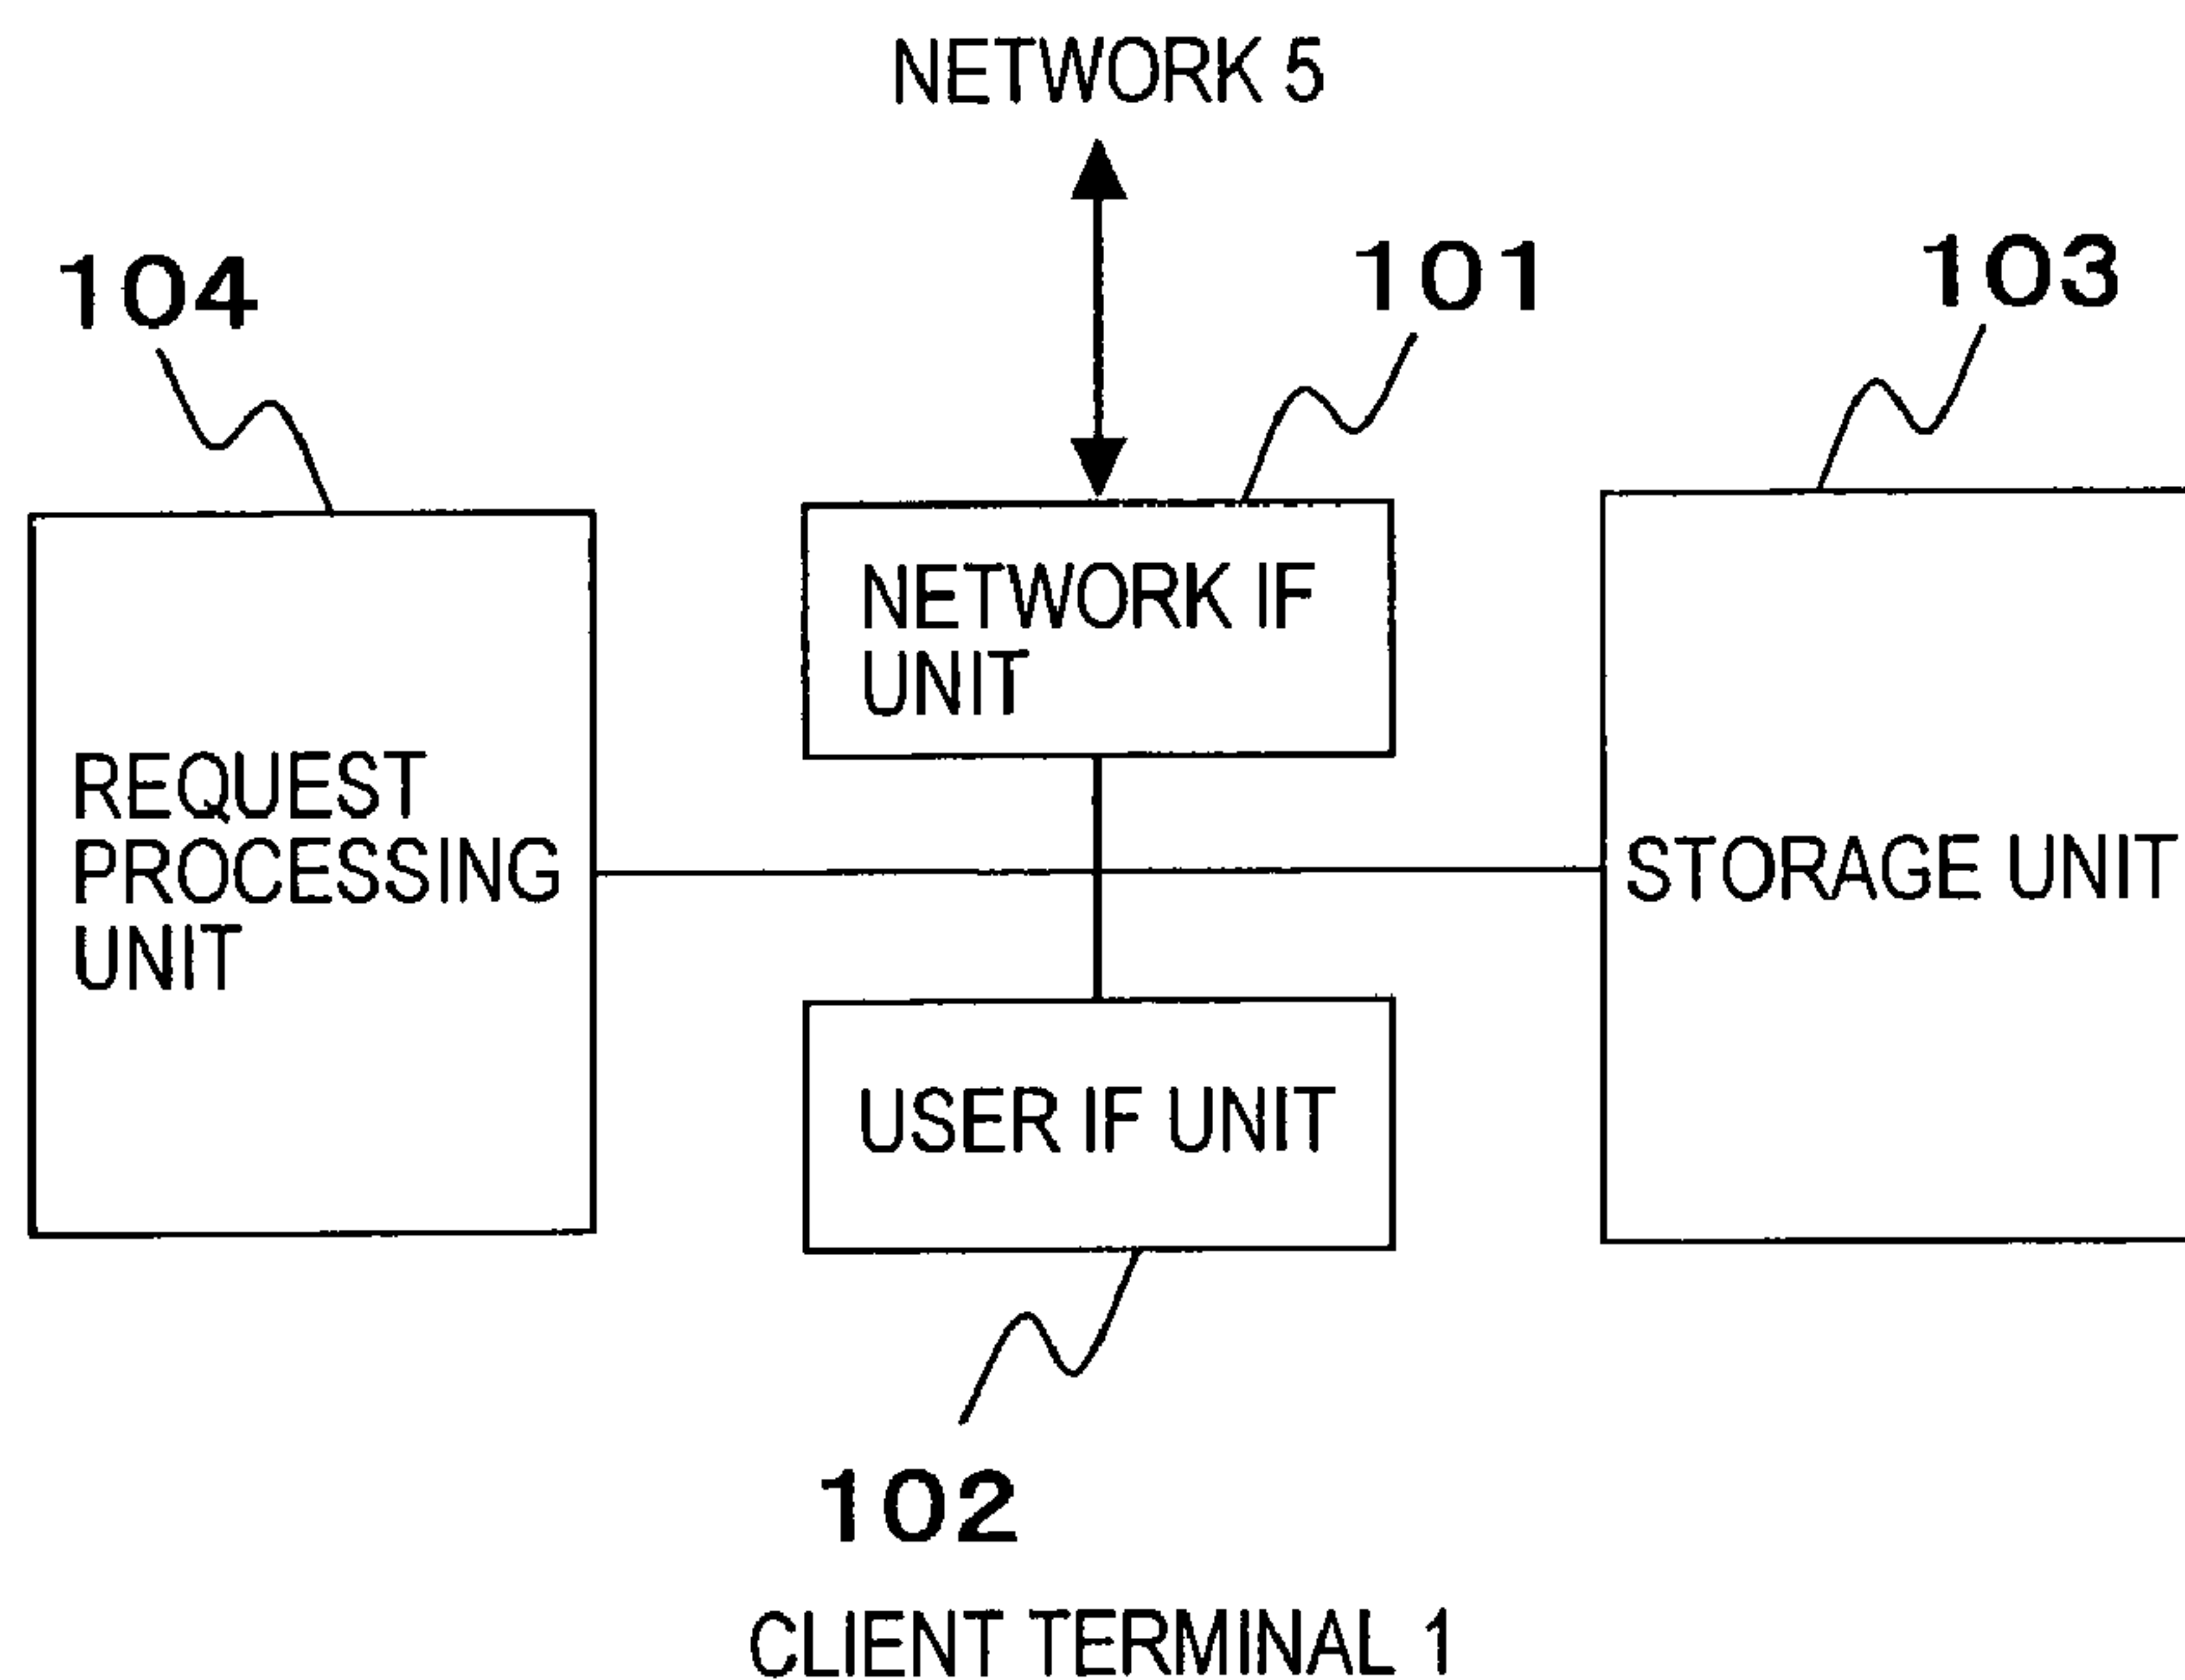 NETWORK 5
104
101
103
NETWORK IF
UNIT
REQUEST
PROCESSING
UNIT
STORAGE UNIT
USER IF UNIT
102
CLIENT TERMINAL 1